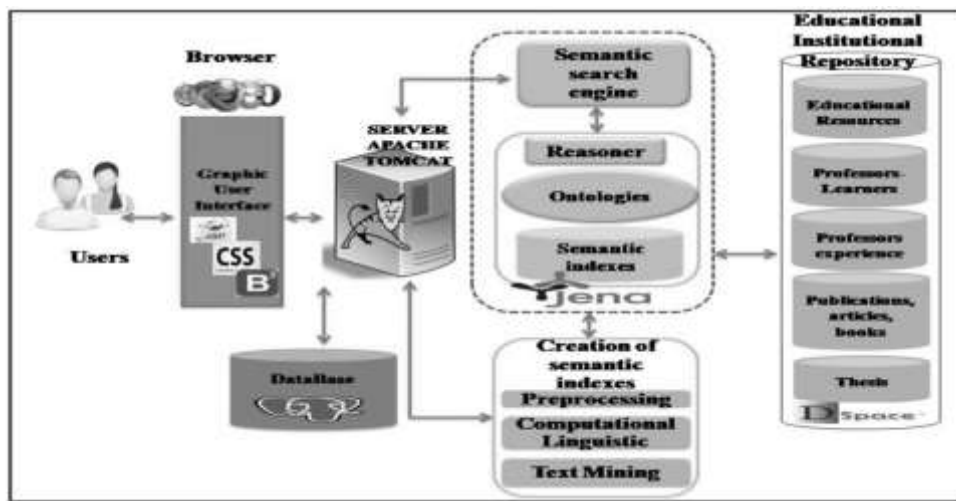 Browser
Users
Graphic
User
Interface
CSS
B
SERVER
APACHE
TOMCAT
DataBase
Semantic
search
engine
Reasoner
Ontologies
Semantic
indexes
jena
Creation of
semantic
indexes
Preprocessing
Computational
Linguistic
Text Mining
Educational
Institutional
Repository
Educational
Resources
Professors-
Learners
Professors
experience
Publications,
articles,
books
Thesis
DSpace